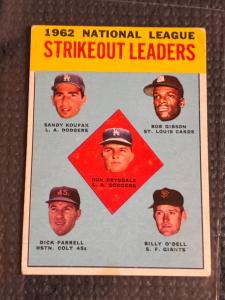 1962 NATIONAL LEAGUE
STRIKEOUT LEADERS
SANDY KOUFAX
L. A. DODGERS
BOB GIBSON
ST. LOUIS CARDS
DON DRYSDALE
L. A. DODGERS
DICK FARRELL
HSTN. COLT 45s
BILLY O'DELL
S. F. GIANTS